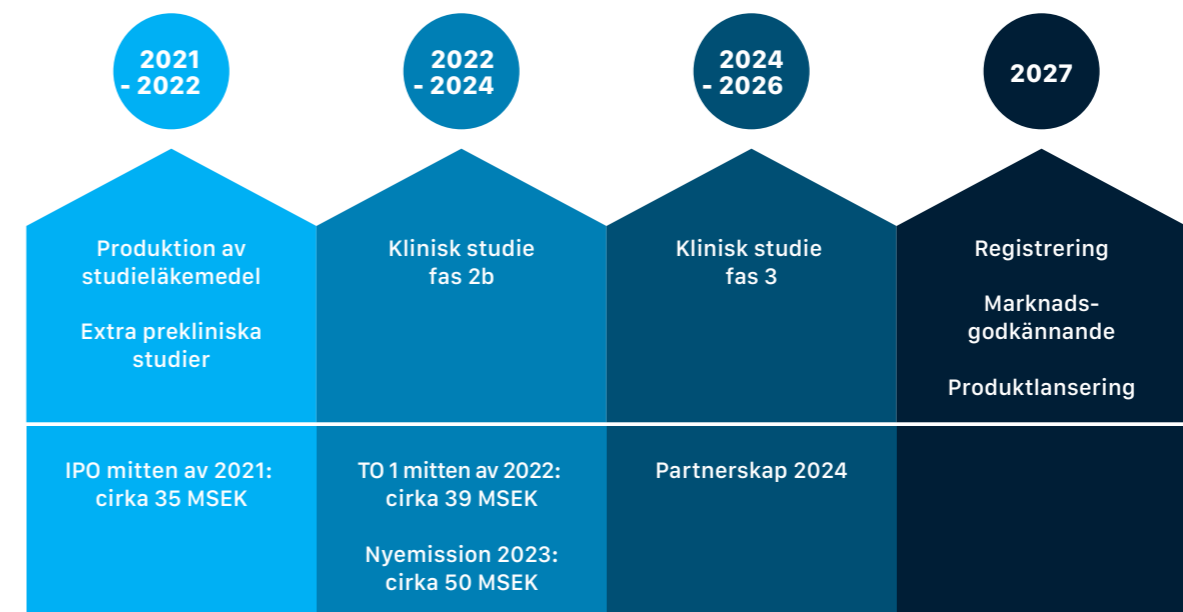 2021
- 2022
2022
- 2024
2024
- 2026
2027
Produktion av
studieläkemedel
Extra prekliniska
studier
Klinisk studie
fas 2b
Klinisk studie
fas 3
Registrering
Marknads-
godkännande
Produktlansering
IPO mitten av 2021:
cirka 35 MSEK
TO 1 mitten av 2022:
cirka 39 MSEK
Nyemission 2023:
cirka 50 MSEK
Partnerskap 2024